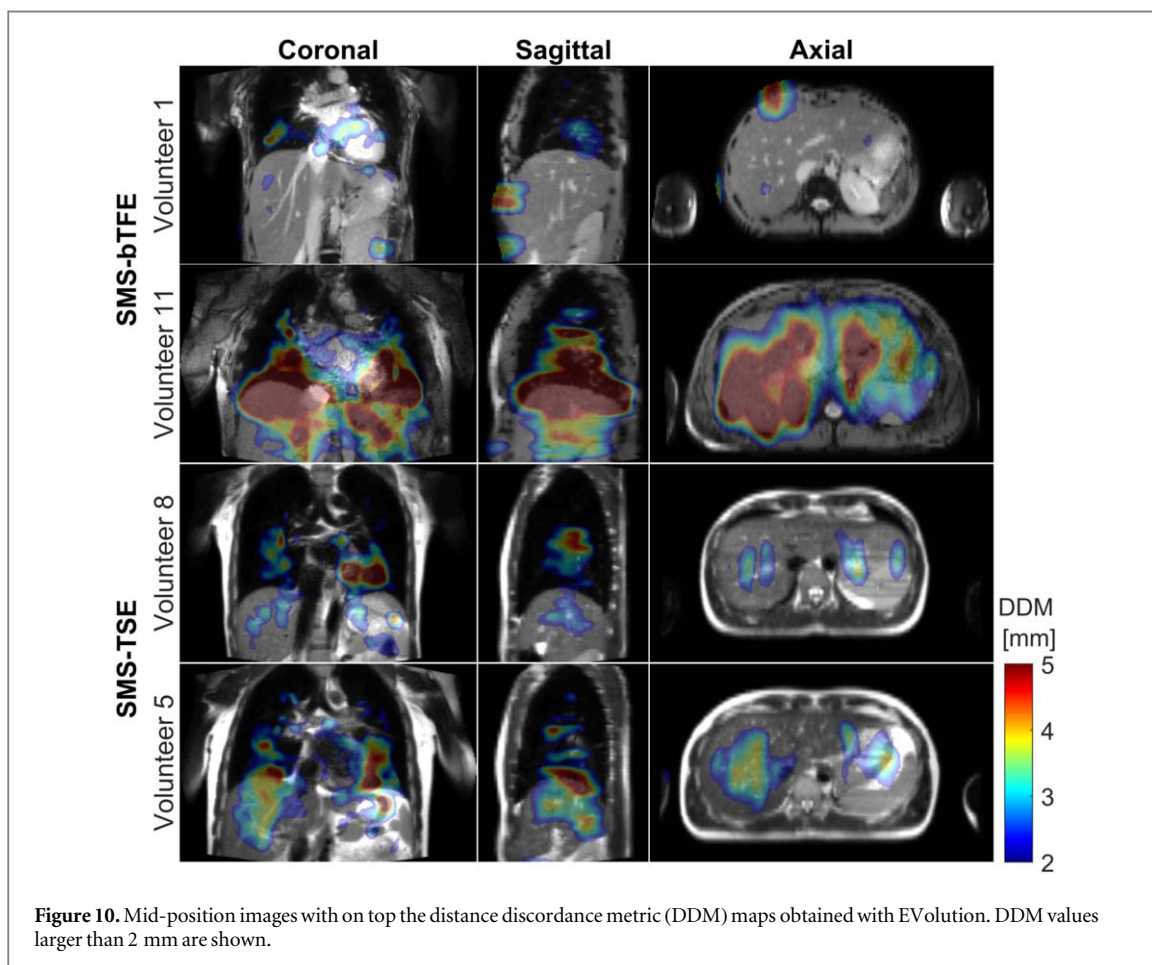 Coronal Sagittal Axial
SMS-bTFE
Volunteer 1
Volunteer 11
SMS-TSE
Volunteer 8
Volunteer 5
DDM
[mm]
5
4
3
2
Figure 10. Mid-position images with on top the distance discordance metric (DDM) maps obtained with EVolution. DDM values
larger than 2 mm are shown.